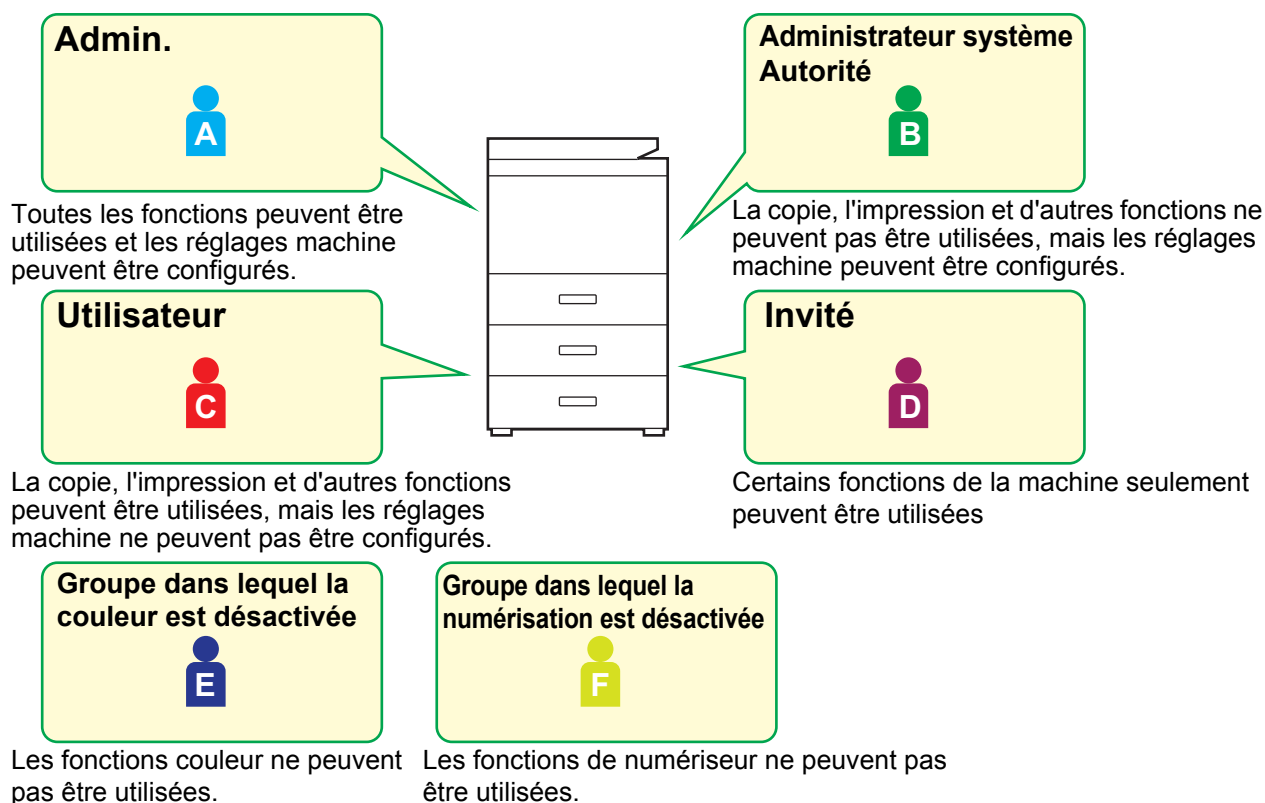 Admin.
A
Administrateur système
Autorité
B
Toutes les fonctions peuvent être
utilisées et les réglages machine
peuvent être configurés.
La copie, l'impression et d'autres fonctions ne
peuvent pas être utilisées, mais les réglages
machine peuvent être configurés.
Utilisateur
C
Invité
D
La copie, l'impression et d'autres fonctions
peuvent être utilisées, mais les réglages
machine ne peuvent pas être configurés.
Certains fonctions de la machine seulement
peuvent être utilisées
Groupe dans lequel la
couleur est désactivée
E
Groupe dans lequel la
numérisation est désactivée
F
Les fonctions couleur ne peuvent
pas être utilisées.
Les fonctions de numériseur ne peuvent pas
être utilisées.